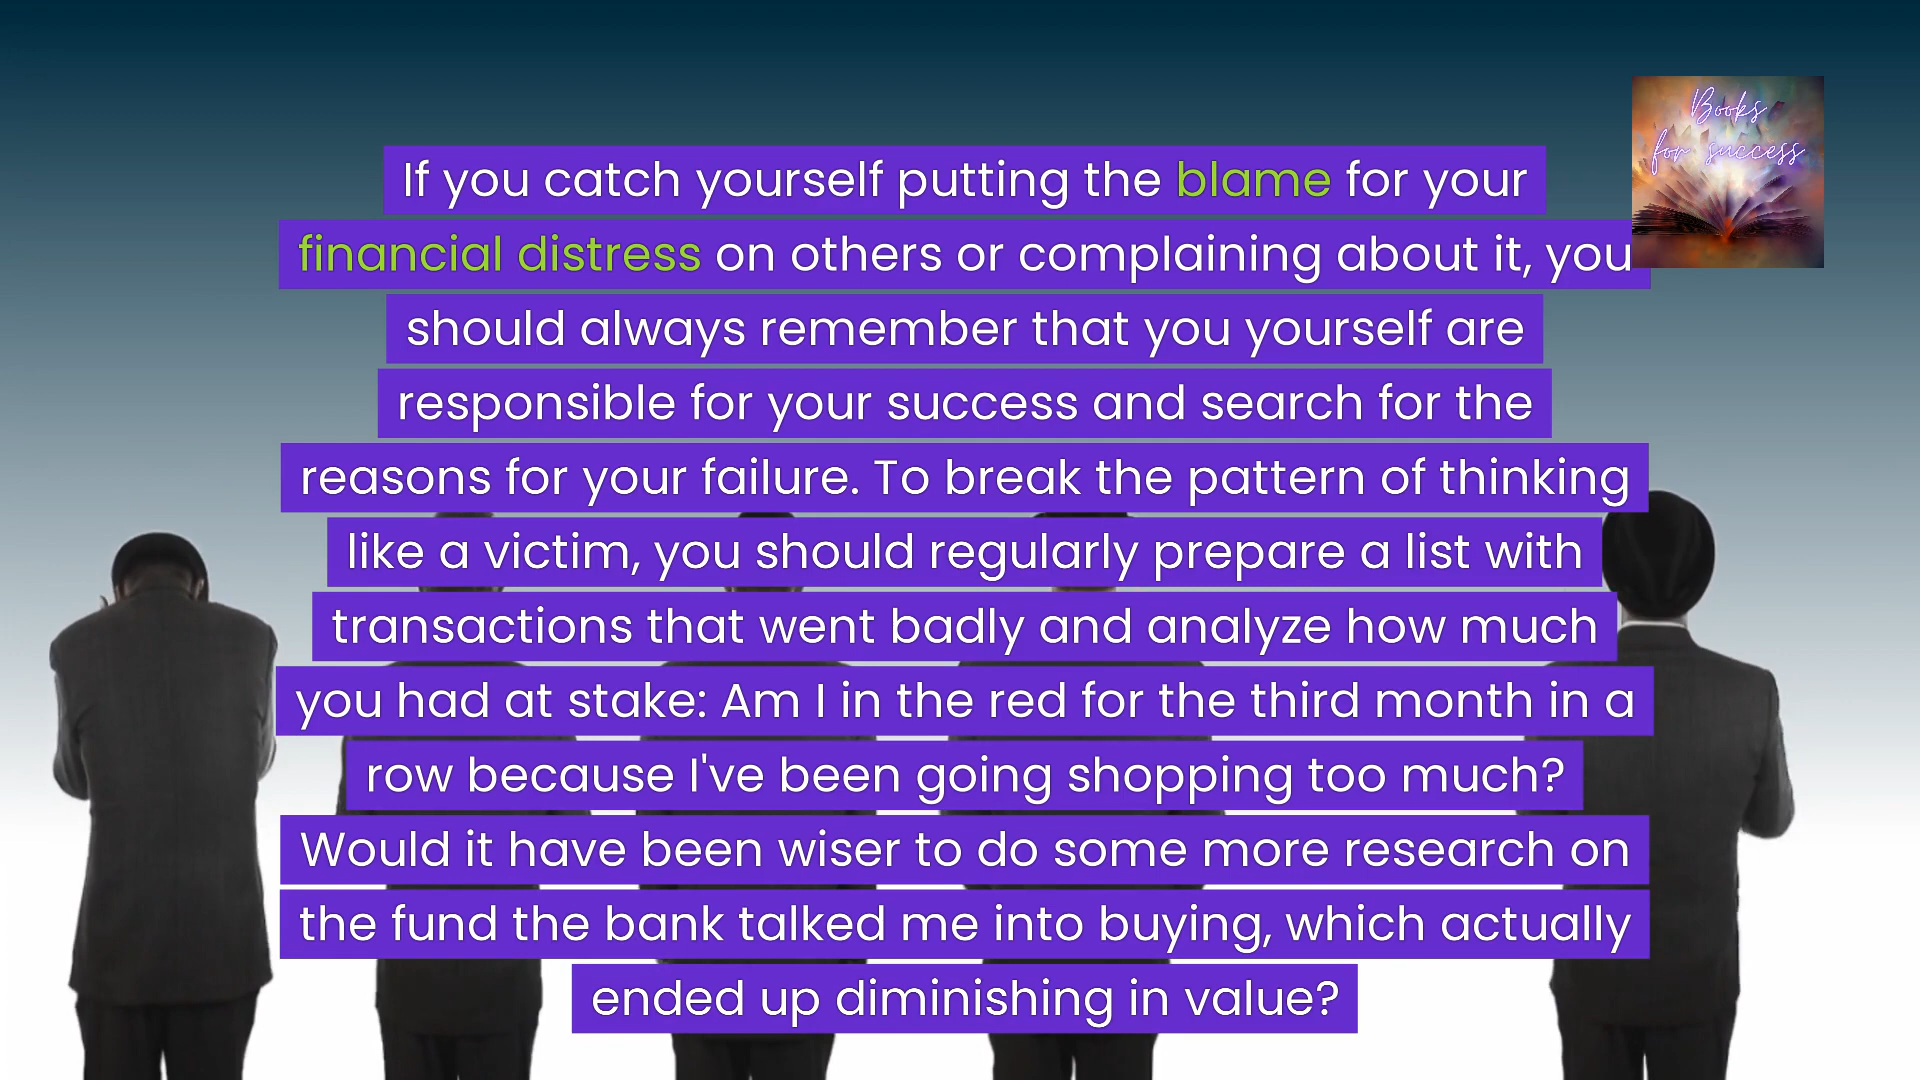 Books
for success
If you catch yourself putting the blame for your
financial distress on others or complaining about it, you
should always remember that you yourself are
responsible for your success and search for the
reasons for your failure. To break the pattern of thinking
like a victim, you should regularly prepare a list with
transactions that went badly and analyze how much
you had at stake: Am I in the red for the third month in a
row because I've been going shopping too much?
Would it have been wiser to do some more research on
the fund the bank talked me into buying, which actually
ended up diminishing in value?